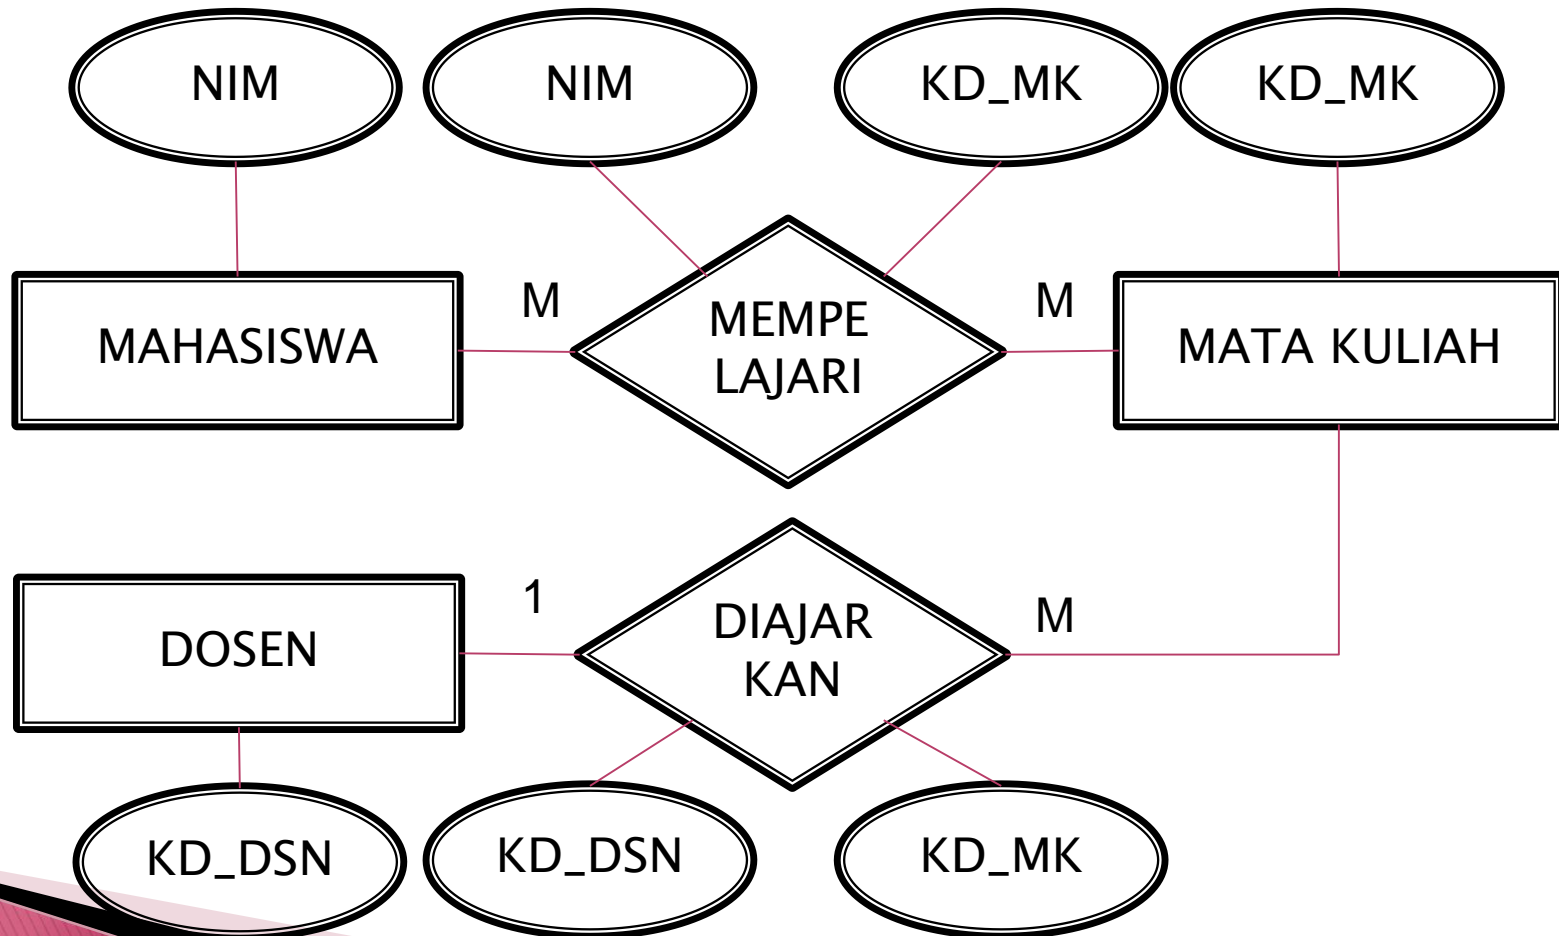 NIM
NIM
KD_MK
KD_MK
MAHASISWA
M
MEMPE
LAJARI
M
MATA KULIAH
DOSEN
1
DIAJAR
KAN
M
KD_DSN
KD_DSN
KD_MK